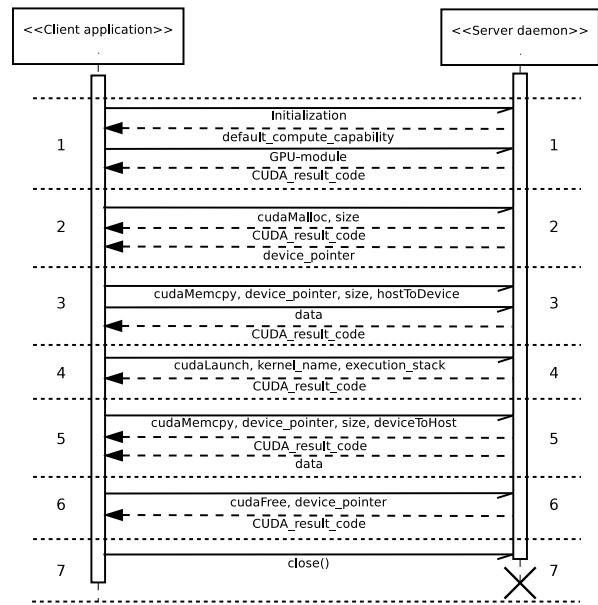 <<Client application>>
<<Server daemon>>
Initialization
default_compute_capability
1
1
GPU-module
CUDA_result_code
cudaMalloc, size
2
2
CUDA_result_code
device_pointer
cudaMemcpy, device_pointer, size, hostToDevice
3
3
data
CUDA_result_code
cudaLaunch, kernel_name, execution_stack
4
4
CUDA_result_code
cudaMemcpy, device_pointer, size, deviceToHost
5
5
CUDA_result_code
data
cudaFree, device_pointer
6
6
CUDA_result_code
close()
7
7